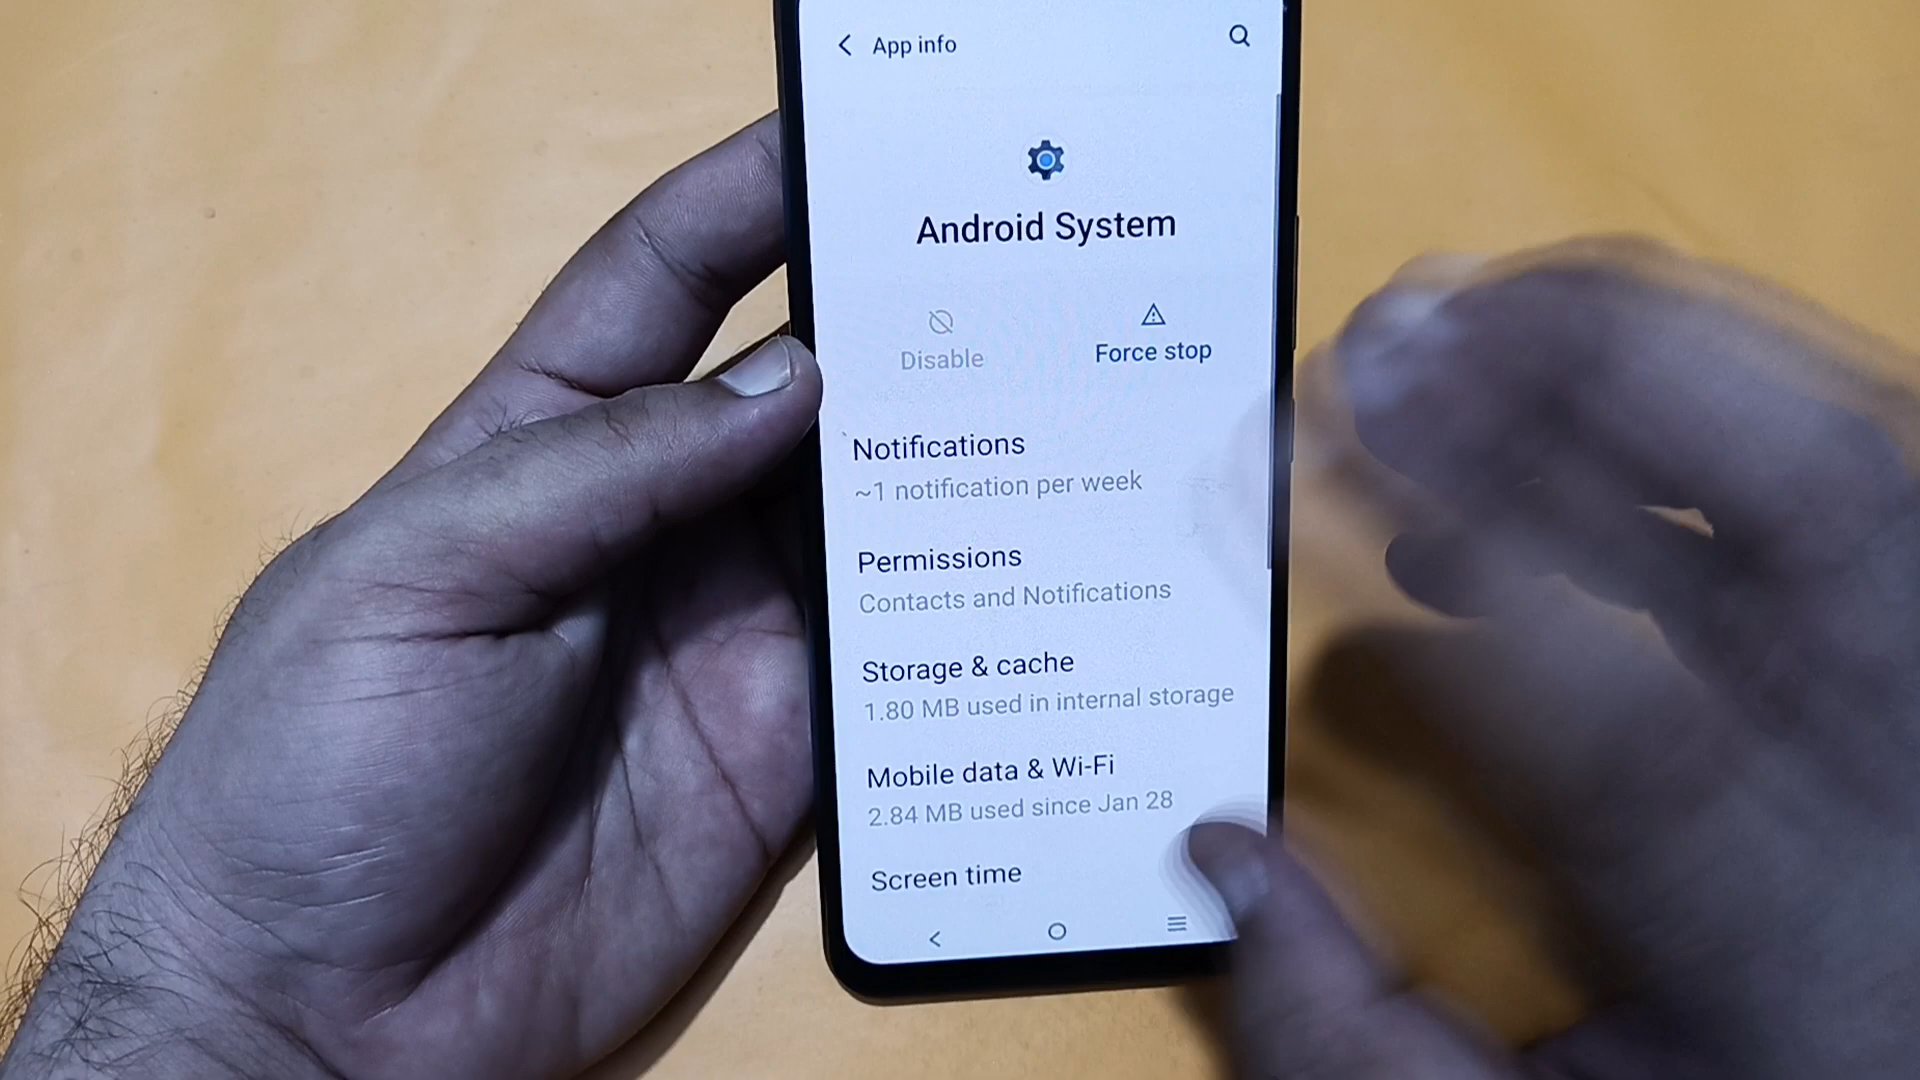 App info
Android System
Disable
Force stop
Notifications
~1 notification per week
Permissions
Contacts and Notifications
Storage & cache
1.80 MB used in internal storage
Mobile data & Wi-Fi
2.84 MB used since Jan 28
Screen time